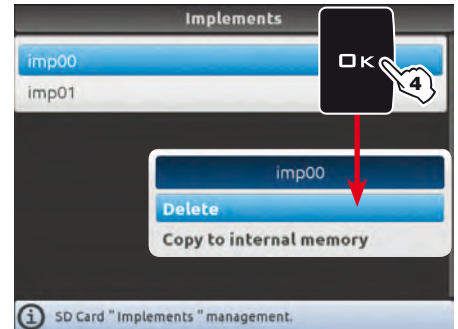 Implements
imp00
OK
4
imp01
imp00
Delete
Copy to internal memory
i SD Card " Implements " management.